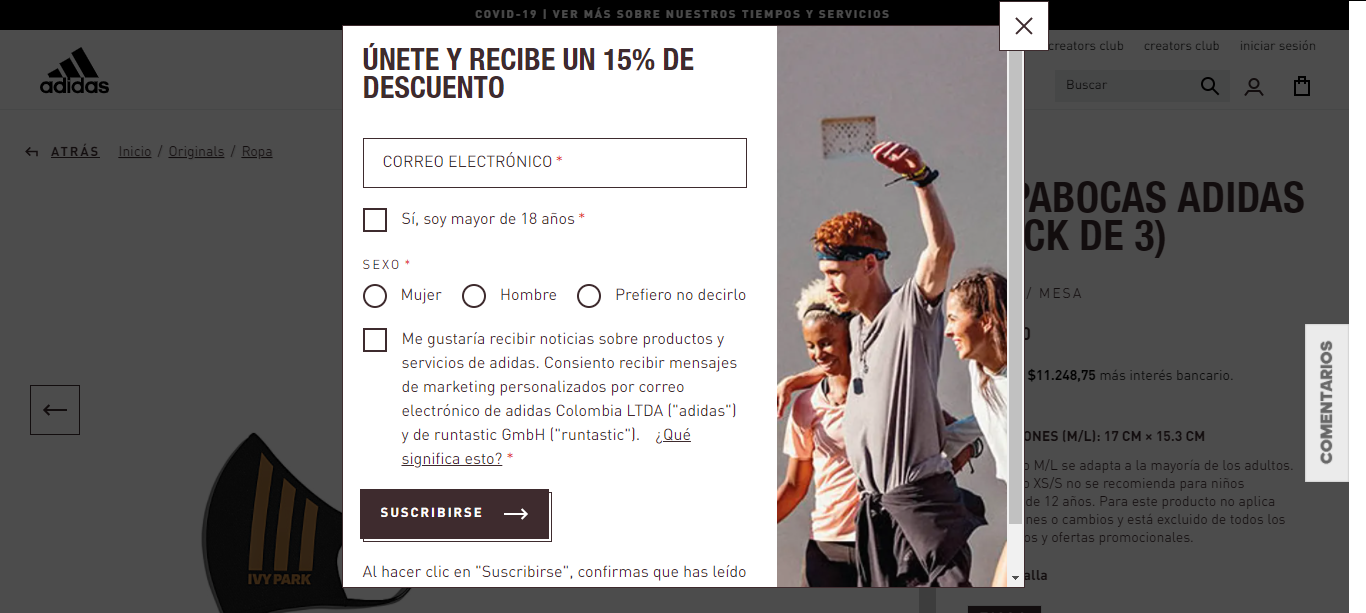 COVID-19 | VER MÁS SOBRE NUESTROS TIEMPOS Y SERVICIOS
creators club creators club iniciar sesión
adidas
Buscar
ATRÁS Inicio / Originals / Ropa
ÚNETE Y RECIBE UN 15% DE
DESCUENTO
CORREO ELECTRÓNICO *
Sí, soy mayor de 18 años *
SEXO *
Mujer Hombre Prefiero no decirlo
Me gustaría recibir noticias sobre productos y
servicios de adidas. Consiento recibir mensajes
de marketing personalizados por correo
electrónico de adidas Colombia LTDA ("adidas")
y de runtastic GmbH ("runtastic"). ¿Qué
significa esto? *
SUSCRIBIRSE
Al hacer clic en "Suscribirse", confirmas que has leído
PABOCAS ADIDAS
CK DE 3)
/ MESA
$11.248,75 más interés bancario.
ONES (M/L): 17 CM × 15.3 CM
M/L se adapta a la mayoría de los adultos.
XS/S no se recomienda para niños
de 12 años. Para este producto no aplica
nes o cambios y está excluido de todos los
os y ofertas promocionales.
alla
COMENTARIOS
IVY PARK